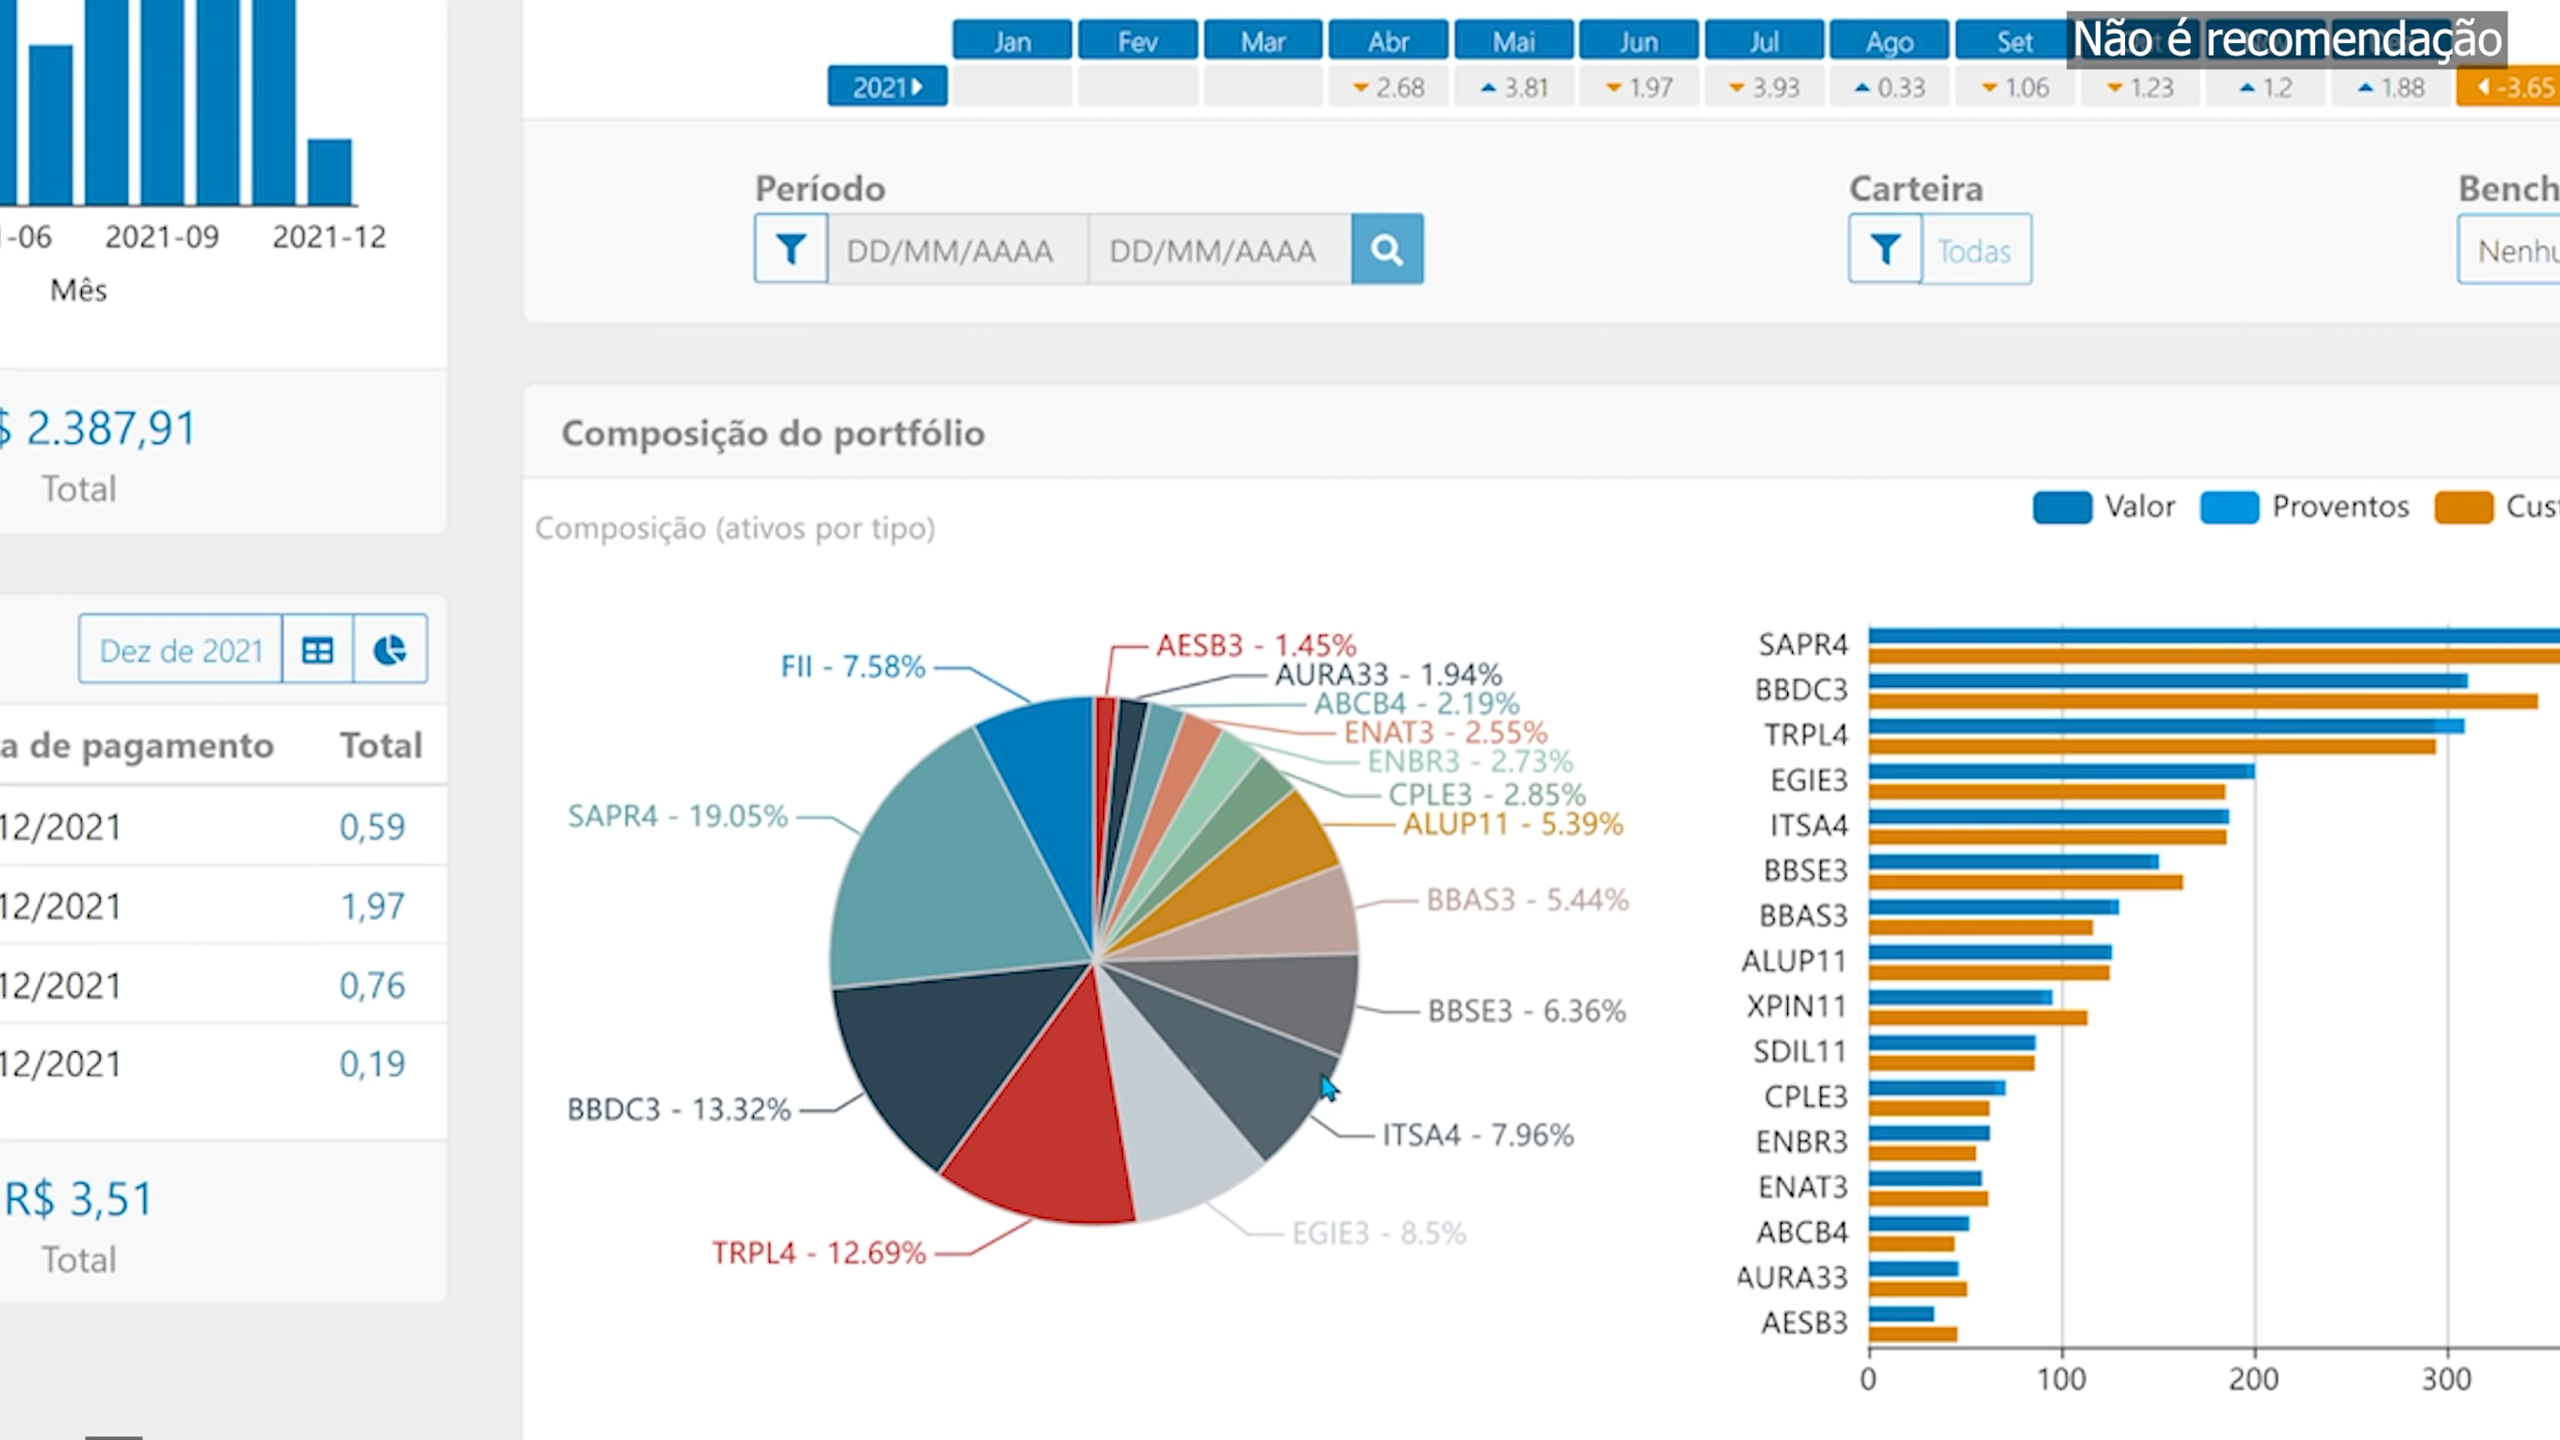 Jan Fev Mar Abr Mai Jun Jul Ago Set
Não é recomendação
2021 2.68 3.81 1.97 3.93 0.33 1.06 1.23 1.2 1.88 -3.65
1-06 2021-09 2021-12
Mês
$ 2.387,91
Total
Período
DD/MM/AAAA DD/MM/AAAA
Carteira
Todas
Bench
Nenhu
Composição do portfólio
Composição (ativos por tipo)
Valor Proventos Cust
Dez de 2021
a de pagamento Total
12/2021 0,59
12/2021 1,97
12/2021 0,76
12/2021 0,19
R$ 3,51
Total
AESB3 - 1.45%
FII - 7.58%
AURA33 - 1.94%
ABCB4 - 2.19%
ENAT3 - 2.55%
ENBR3 - 2.73%
CPLE3 - 2.85%
SAPR4 - 19.05%
ALUP11 - 5.39%
BBAS3 - 5.44%
BBSE3 - 6.36%
BBDC3 - 13.32%
ITSA4 - 7.96%
EGIE3 - 8.5%
TRPL4 - 12.69%
SAPR4
BBDC3
TRPL4
EGIE3
ITSA4
BBSE3
BBAS3
ALUP11
XPIN11
SDIL11
CPLE3
ENBR3
ENAT3
ABCB4
AURA33
AESB3
0 100 200 300